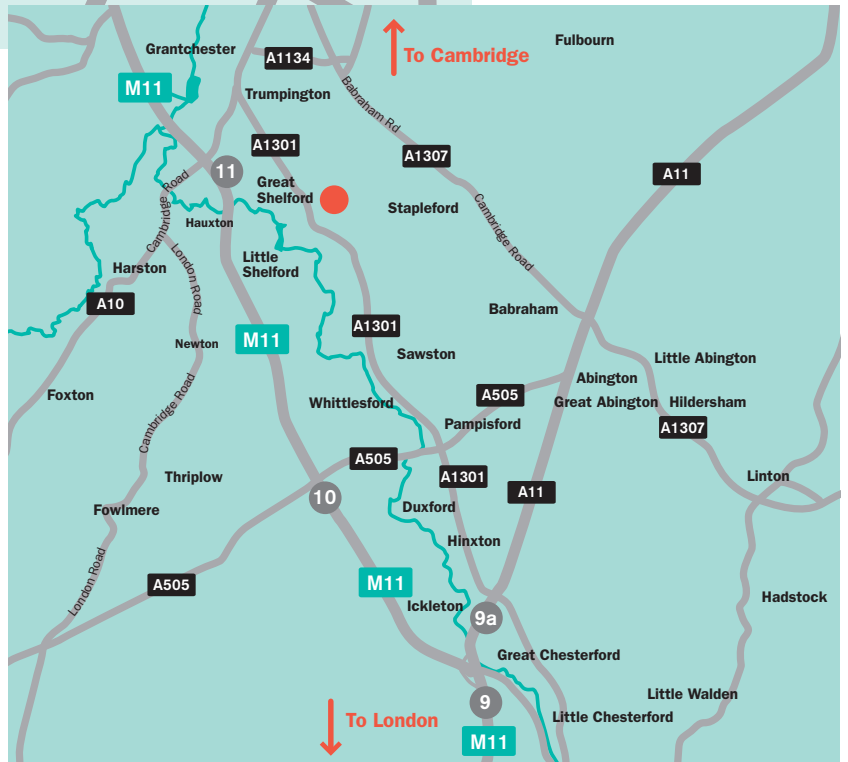 Grantchester
Fulbourn
To Cambridge
A1134
M11
Trumpington
Babraham Rd
A1301
A1307
A11
11
Great
Shelford
Cambridge Road
Stapleford
Hauxton
Cambridge Road
Little
Shelford
Harston
London Road
A10
Babraham
M11
A1301
Newton
Sawston
Little Abington
Abington
A505
Foxton
Whittlesford
Great Abington
Hildersham
Cambridge Road
Pampisford
A1307
A505
Thriplow
A1301
Linton
A11
10
Fowlmere
Duxford
Hinxton
London Road
A505
M11
Ickleton
Hadstock
9a
Great Chesterford
Little Walden
9
To London
Little Chesterford
M11